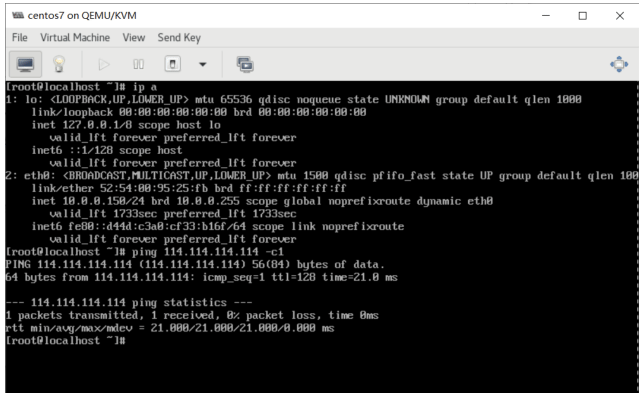 centos7 on QEMU/KVM
File Virtual Machine View Send Key
[root@localhost ~]# ip a
1: lo: <LOOPBACK,UP,LOWER_UP> mtu 65536 qdisc noqueue state UNKNOWN group default qlen 1000
    link/loopback 00:00:00:00:00:00 brd 00:00:00:00:00:00
    inet 127.0.0.1/8 scope host lo
       valid_lft forever preferred_lft forever
    inet6 ::1/128 scope host
       valid_lft forever preferred_lft forever
2: eth0: <BROADCAST,MULTICAST,UP,LOWER_UP> mtu 1500 qdisc pfifo_fast state UP group default qlen 100
    link/ether 52:54:00:95:25:fb brd ff:ff:ff:ff:ff:ff
    inet 10.0.0.150/24 brd 10.0.0.255 scope global noprefixroute dynamic eth0
       valid_lft 1733sec preferred_lft 1733sec
    inet6 fe80::d44d:c3a0:cf33:b16f/64 scope link noprefixroute
       valid_lft forever preferred_lft forever
[root@localhost ~]# ping 114.114.114.114 -c1
PING 114.114.114.114 (114.114.114.114) 56(84) bytes of data.
64 bytes from 114.114.114.114: icmp_seq=1 ttl=128 time=21.0 ms
--- 114.114.114.114 ping statistics ---
1 packets transmitted, 1 received, 0% packet loss, time 0ms
rtt min/avg/max/mdev = 21.000/21.000/21.000/0.000 ms
[root@localhost ~]#